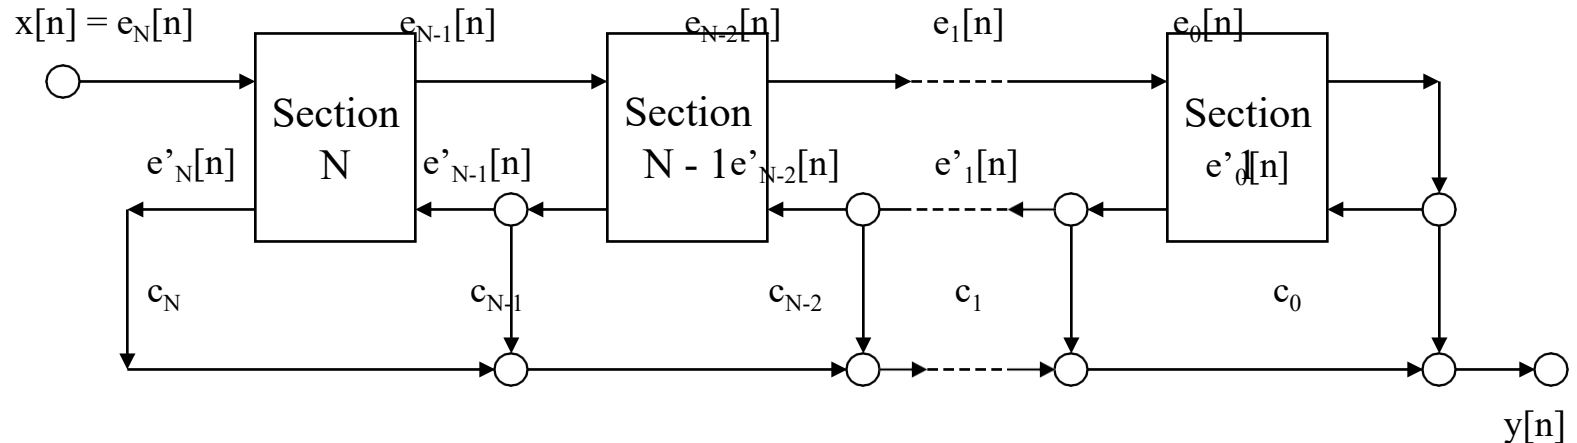 x[n] = e_N[n] e_{N-1}[n] e_{N-2}[n] e_1[n] e_0[n]
Section Section Section
N N - 1 1
e'_N[n] e'_{N-1}[n] e'_{N-2}[n] e'_1[n] e'_0[n]
c_N c_{N-1} c_{N-2} c_1 c_0
y[n]